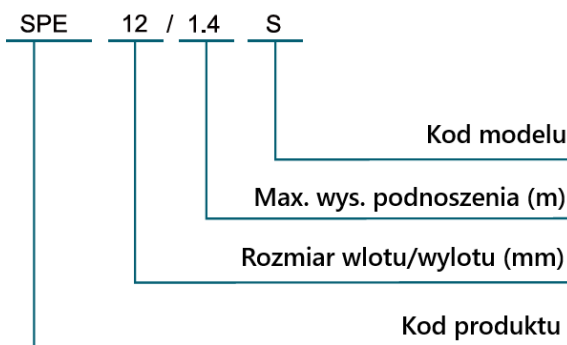 SPE 12 / 1.4 S
Kod modelu
Max. wys. podnoszenia (m)
Rozmiar wlotu/wylotu (mm)
Kod produktu